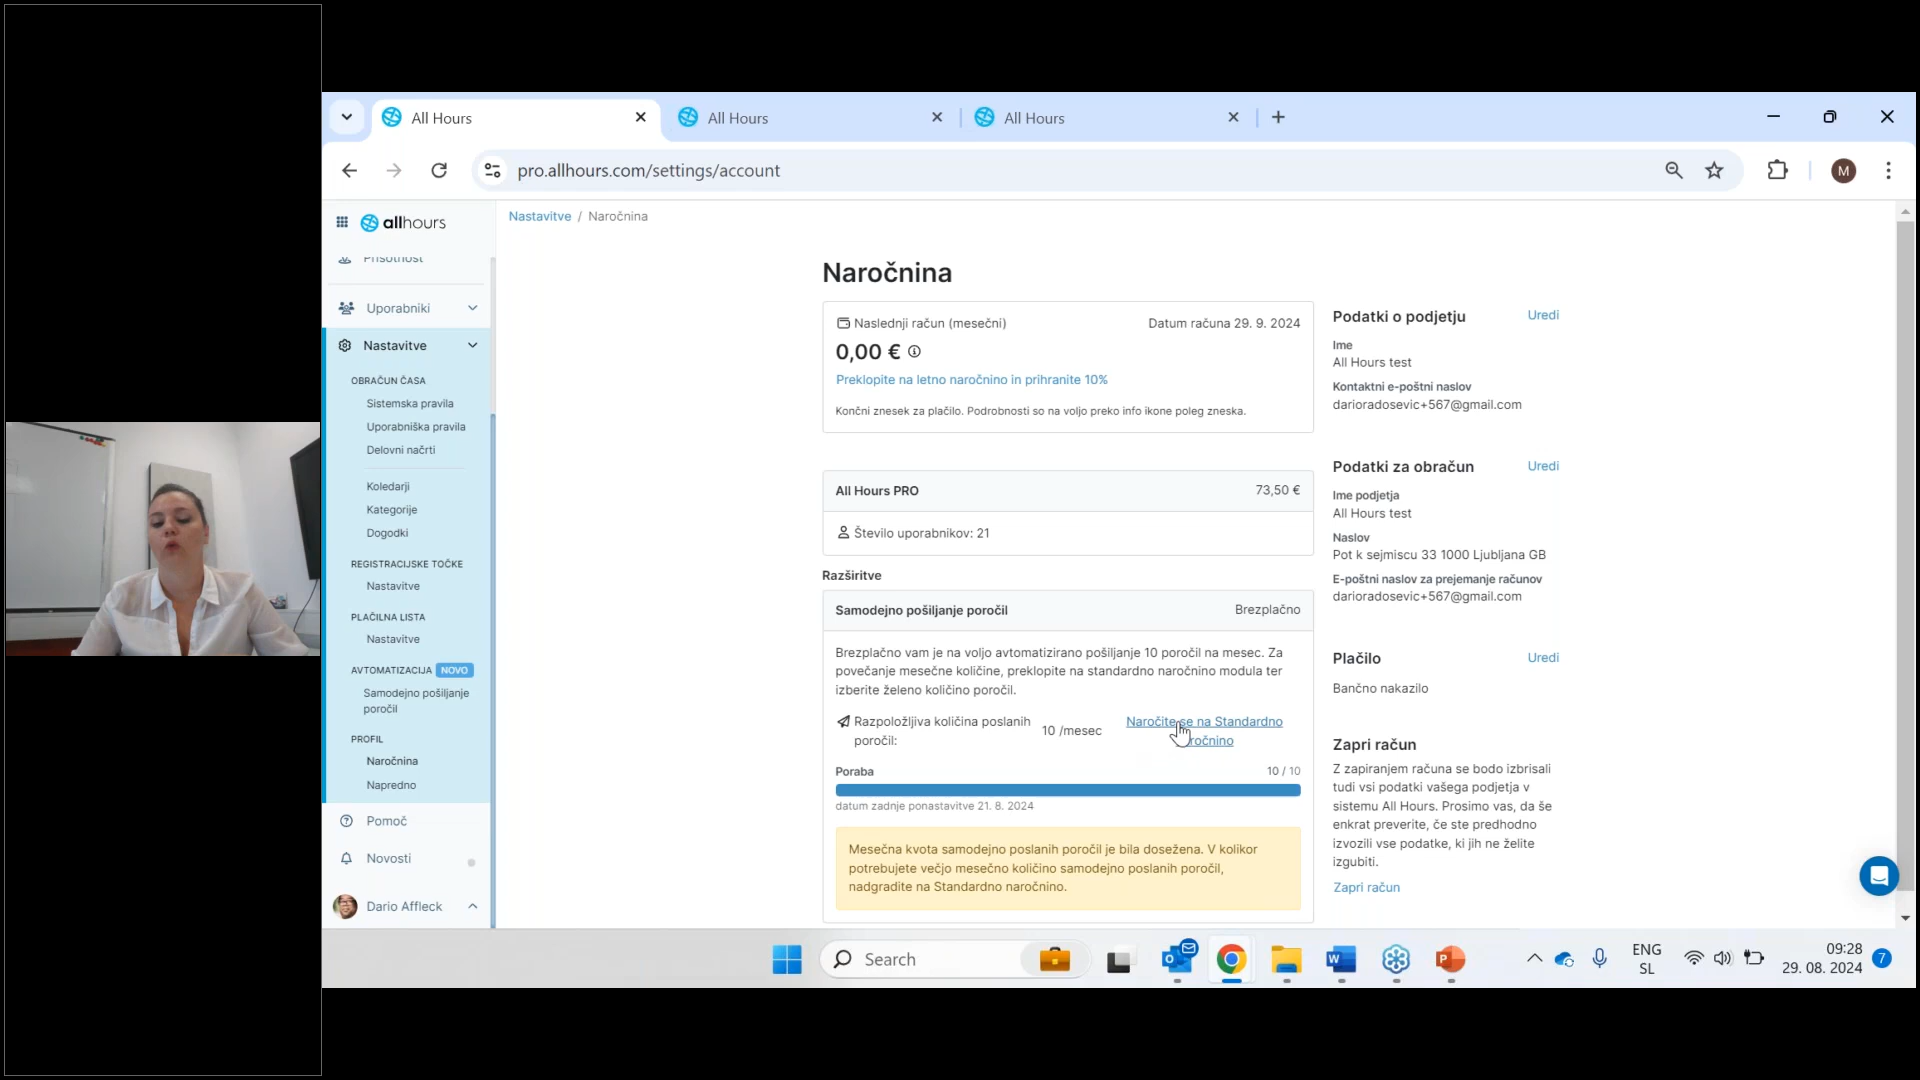 All Hours
All Hours
All Hours
pro.allhours.com/settings/account
M
allhours
Prisotnost
Uporabniki
Nastavitve
OBRAČUN ČASA
Sistemska pravila
Uporabniška pravila
Delovni načrti
Koledarji
Kategorije
Dogodki
REGISTRACIJSKE TOČKE
Nastavitve
PLAČILNA LISTA
Nastavitve
AVTOMATIZACIJA NOVO
Samodejno pošiljanje
poročil
PROFIL
Naročnina
Napredno
Pomoč
Novosti
Dario Affleck
Nastavitve / Naročnina
Naročnina
Naslednji račun (mesečni) Datum računa 29. 9. 2024
0,00 €
Preklopite na letno naročnino in prihranite 10%
Končni znesek za plačilo. Podrobnosti so na voljo preko info ikone poleg zneska.
All Hours PRO 73,50 €
Število uporabnikov: 21
Razširitve
Samodejno pošiljanje poročil Brezplačno
Brezplačno vam je na voljo avtomatizirano pošiljanje 10 poročil na mesec. Za
povečanje mesečne količine, preklopite na standardno naročnino modula ter
izberite želeno količino poročil.
Razpoložljiva količina poslanih
poročil:
10 /mesec
Naročite se na Standardno
ročnino
Poraba 10 / 10
datum zadnje ponastavitve 21. 8. 2024
Mesečna kvota samodejno poslanih poročil je bila dosežena. V kolikor
potrebujete večjo mesečno količino samodejno poslanih poročil,
nadgradite na Standardno naročnino.
Podatki o podjetju Uredi
Ime
All Hours test
Kontaktni e-poštni naslov
darioradosevic+567@gmail.com
Podatki za obračun Uredi
Ime podjetja
All Hours test
Naslov
Pot k sejmiscu 33 1000 Ljubljana GB
E-poštni naslov za prejemanje računov
darioradosevic+567@gmail.com
Plačilo Uredi
Bančno nakazilo
Zapri račun
Z zapiranjem računa se bodo izbrisali
tudi vsi podatki vašega podjetja v
sistemu All Hours. Prosimo vas, da še
enkrat preverite, če ste predhodno
izvozili vse podatke, ki jih ne želite
izgubiti.
Zapri račun
Search
ENG
SL
09:28
29. 08. 2024
7